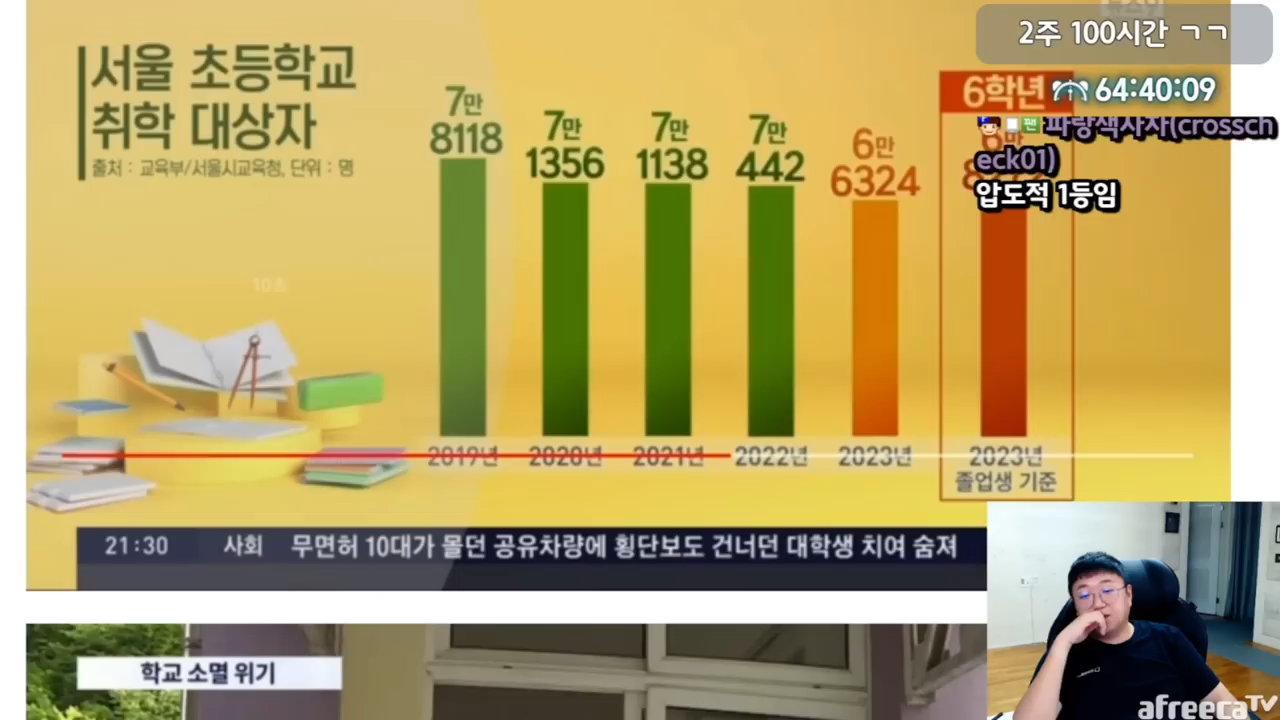 2주 100시간 ㄱㄱ
64:40:09
파랑색사자(crossch
eck01)
압도적 1등임
서울 초등학교
취학 대상자
출처 : 교육부/서울시교육청, 단위 : 명
7만
8118
7만
1356
7만
1138
7만
442
6만
6324
6학년
6만
10초
2019년
2020년
2021년
2022년
2023년
2023년
졸업생 기준
21:30 사회 무면허 10대가 몰던 공유차량에 횡단보도 건너던 대학생 치여 숨져
학교 소멸 위기
afreecaTV